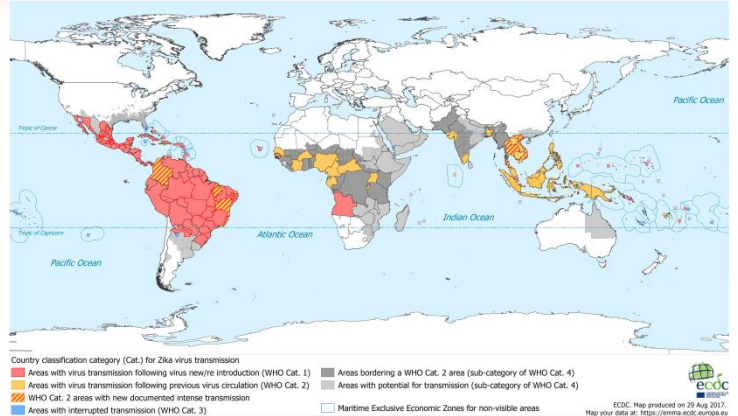 Pacific Ocean
Tropic of Cancer
Indian Ocean
Atlantic Ocean
Tropic of Capricorn
Pacific Ocean
Country classification category (Cat.) for Zika virus transmission
Areas with virus transmission following virus new/re introduction (WHO Cat. 1)
Areas with virus transmission following previous virus circulation (WHO Cat. 2)
WHO Cat. 2 areas with new documented intense transmission
Areas with interrupted transmission (WHO Cat. 3)
Areas bordering a WHO Cat. 2 area (sub-category of WHO Cat. 4)
Areas with potential for transmission (sub-category of WHO Cat. 4)
Maritime Exclusive Economic Zones for non-visible areas
ecdc
ECDC. Map produced on 29 Aug 2017.
Map your data at: https://emma.ecdc.europa.eu